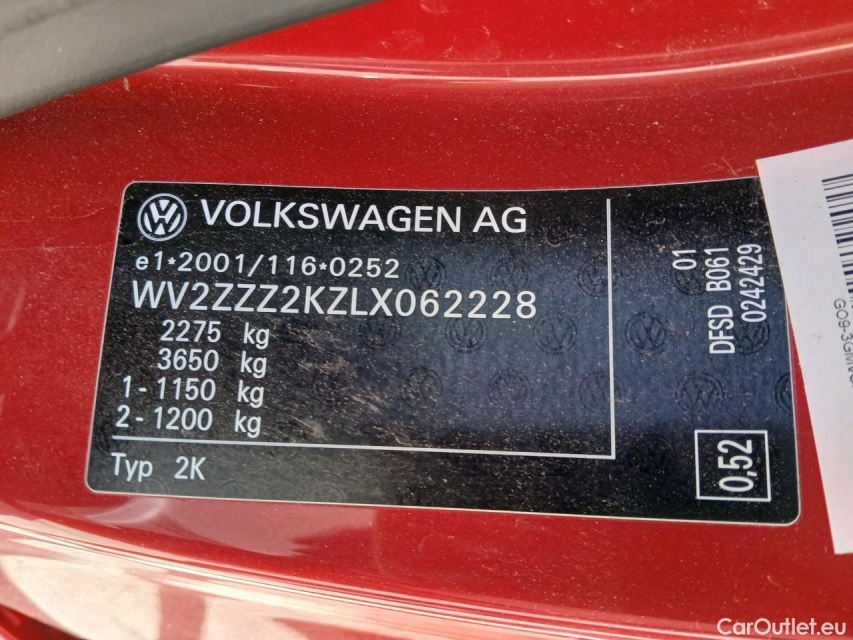 VOLKSWAGEN AG
e1*2001/116*0252
WV2ZZZ2KZLX062228
2275 kg
3650 kg
1 - 1150 kg
2 - 1200 kg
Typ 2K
01
DFSD B061
0242429
0,52
CarOutlet.eu